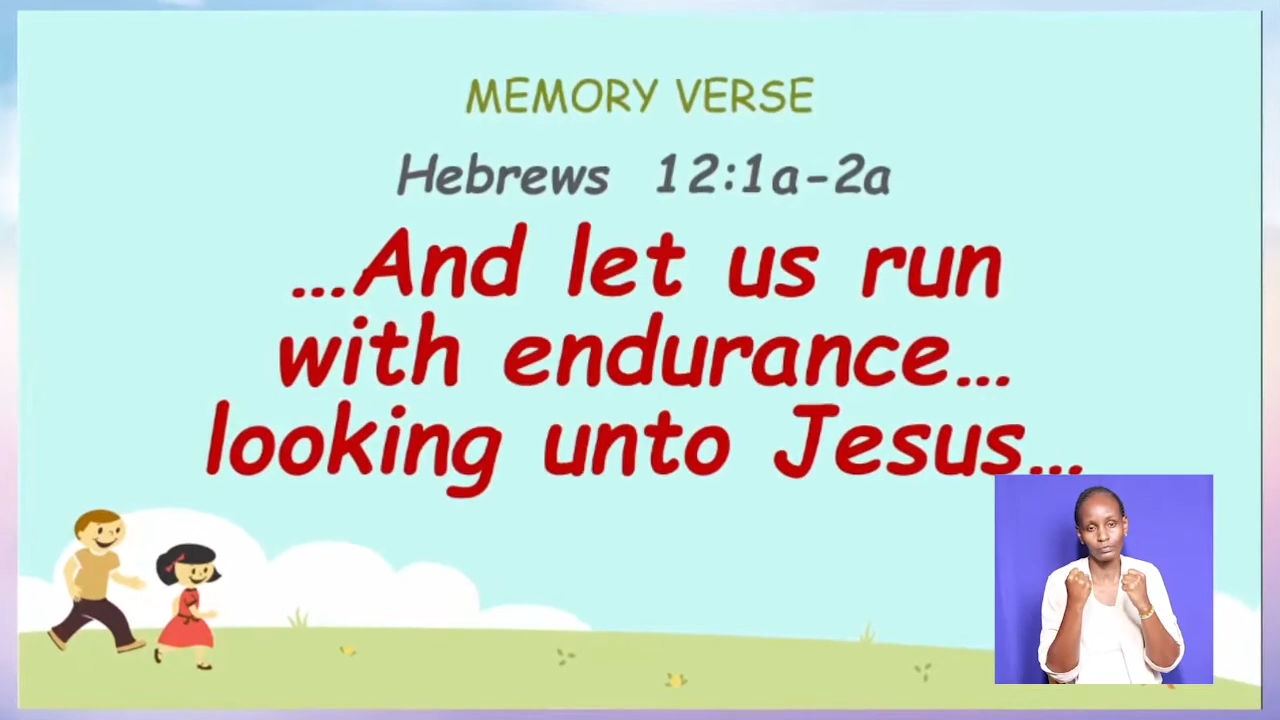 MEMORY VERSE
Hebrews 12:1a-2a
...And let us run
with endurance...
looking unto Jesus...